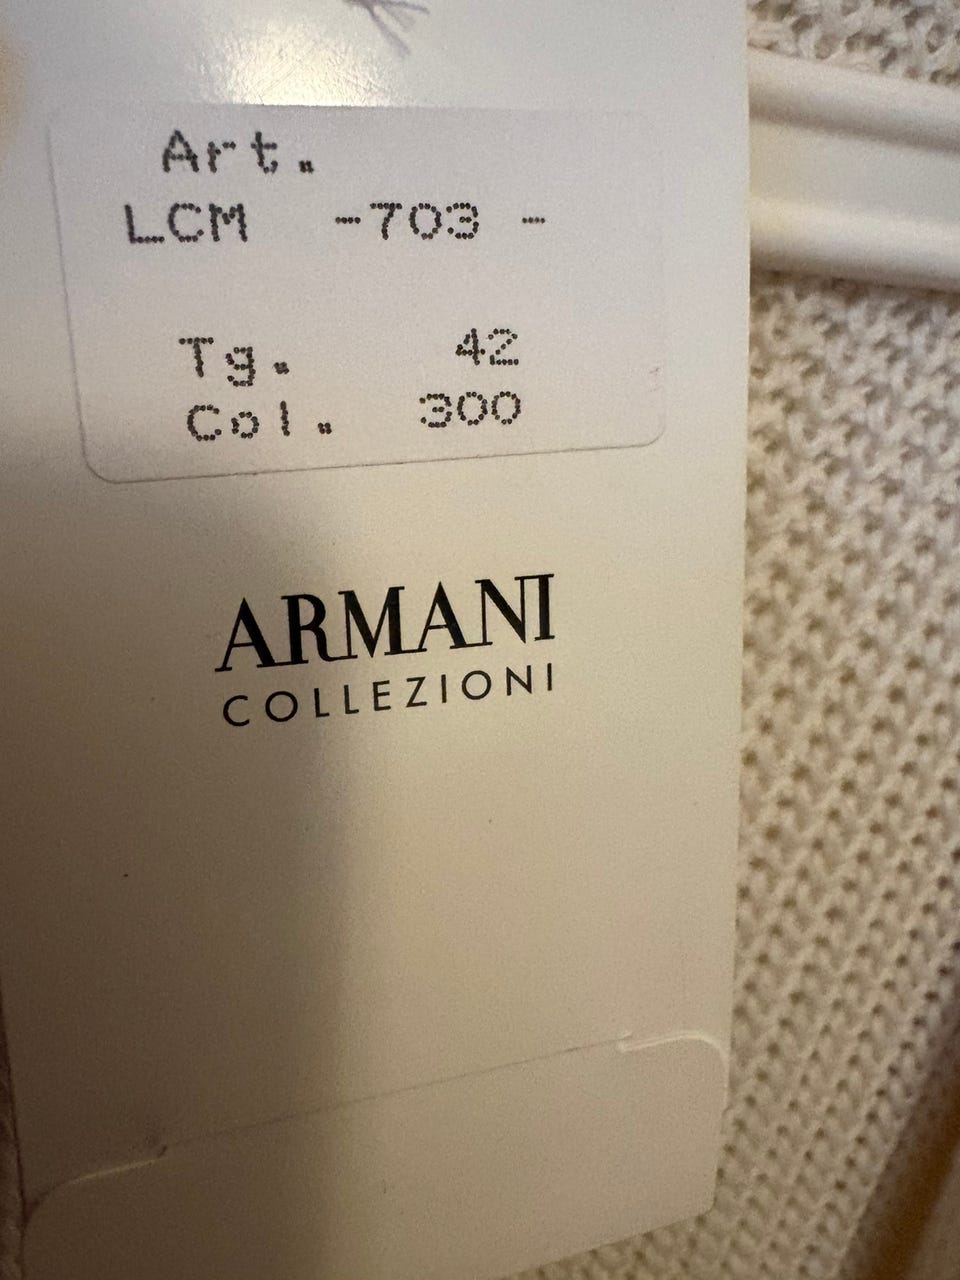 Art.
LCM -703 -
Tg. 42
Col. 300
ARMANI
COLLEZIONI